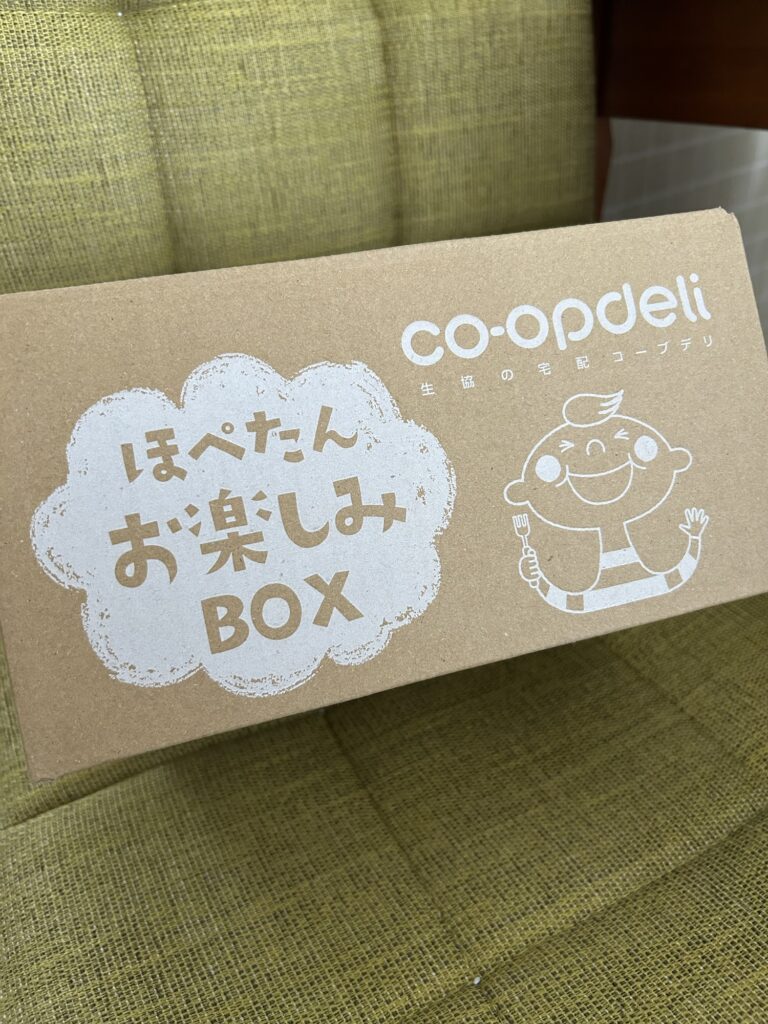 co-opdeli
生協の宅配 コープデリ
ほぺたん
お楽しみ
BOX